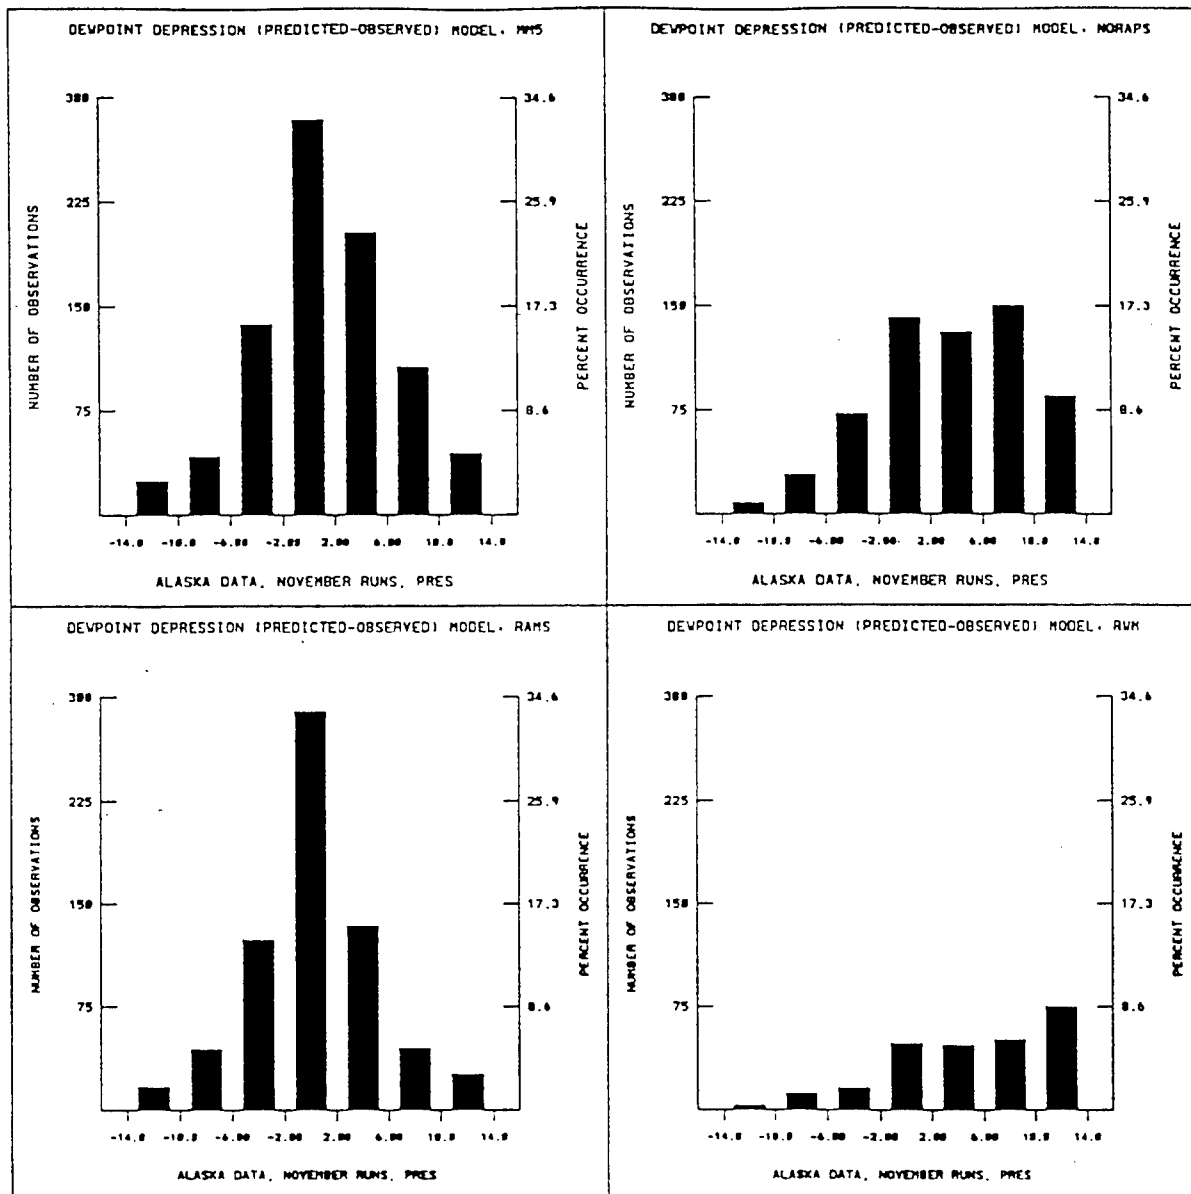 DEWPOINT DEPRESSION (PREDICTED-OBSERVED) MODEL. MM5
300
225
150
75
NUMBER OF OBSERVATIONS
34.6
25.9
17.3
8.6
PERCENT OCCURRENCE
-14.0 -10.0 -6.00 -2.00 2.00 6.00 10.0 14.0
ALASKA DATA, NOVEMBER RUNS, PRES
DEWPOINT DEPRESSION (PREDICTED-OBSERVED) MODEL. NORAPS
300
225
150
75
NUMBER OF OBSERVATIONS
34.6
25.9
17.3
8.6
PERCENT OCCURRENCE
-14.0 -10.0 -6.00 -2.00 2.00 6.00 10.0 14.0
ALASKA DATA, NOVEMBER RUNS, PRES
DEWPOINT DEPRESSION (PREDICTED-OBSERVED) MODEL. RAMS
300
225
150
75
NUMBER OF OBSERVATIONS
34.6
25.9
17.3
8.6
PERCENT OCCURRENCE
-14.0 -10.0 -6.00 -2.00 2.00 6.00 10.0 14.0
ALASKA DATA, NOVEMBER RUNS, PRES
DEWPOINT DEPRESSION (PREDICTED-OBSERVED) MODEL. RWM
300
225
150
75
NUMBER OF OBSERVATIONS
34.6
25.9
17.3
8.6
PERCENT OCCURRENCE
-14.0 -10.0 -6.00 -2.00 2.00 6.00 10.0 14.0
ALASKA DATA, NOVEMBER RUNS, PRES